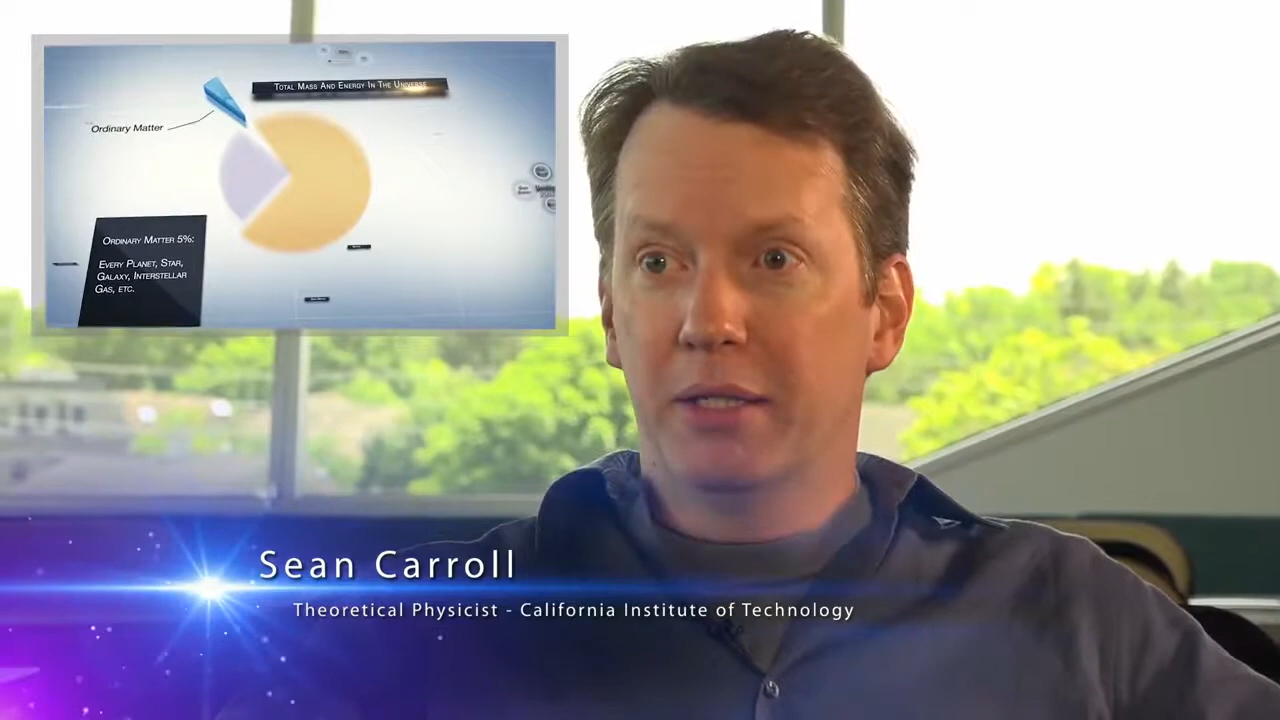 TOTAL MASS AND ENERGY IN THE UNIVERSE
Ordinary Matter
ORDINARY MATTER 5%:
EVERY PLANET, STAR,
GALAXY, INTERSTELLAR
GAS, ETC.
Sean Carroll
Theoretical Physicist - California Institute of Technology